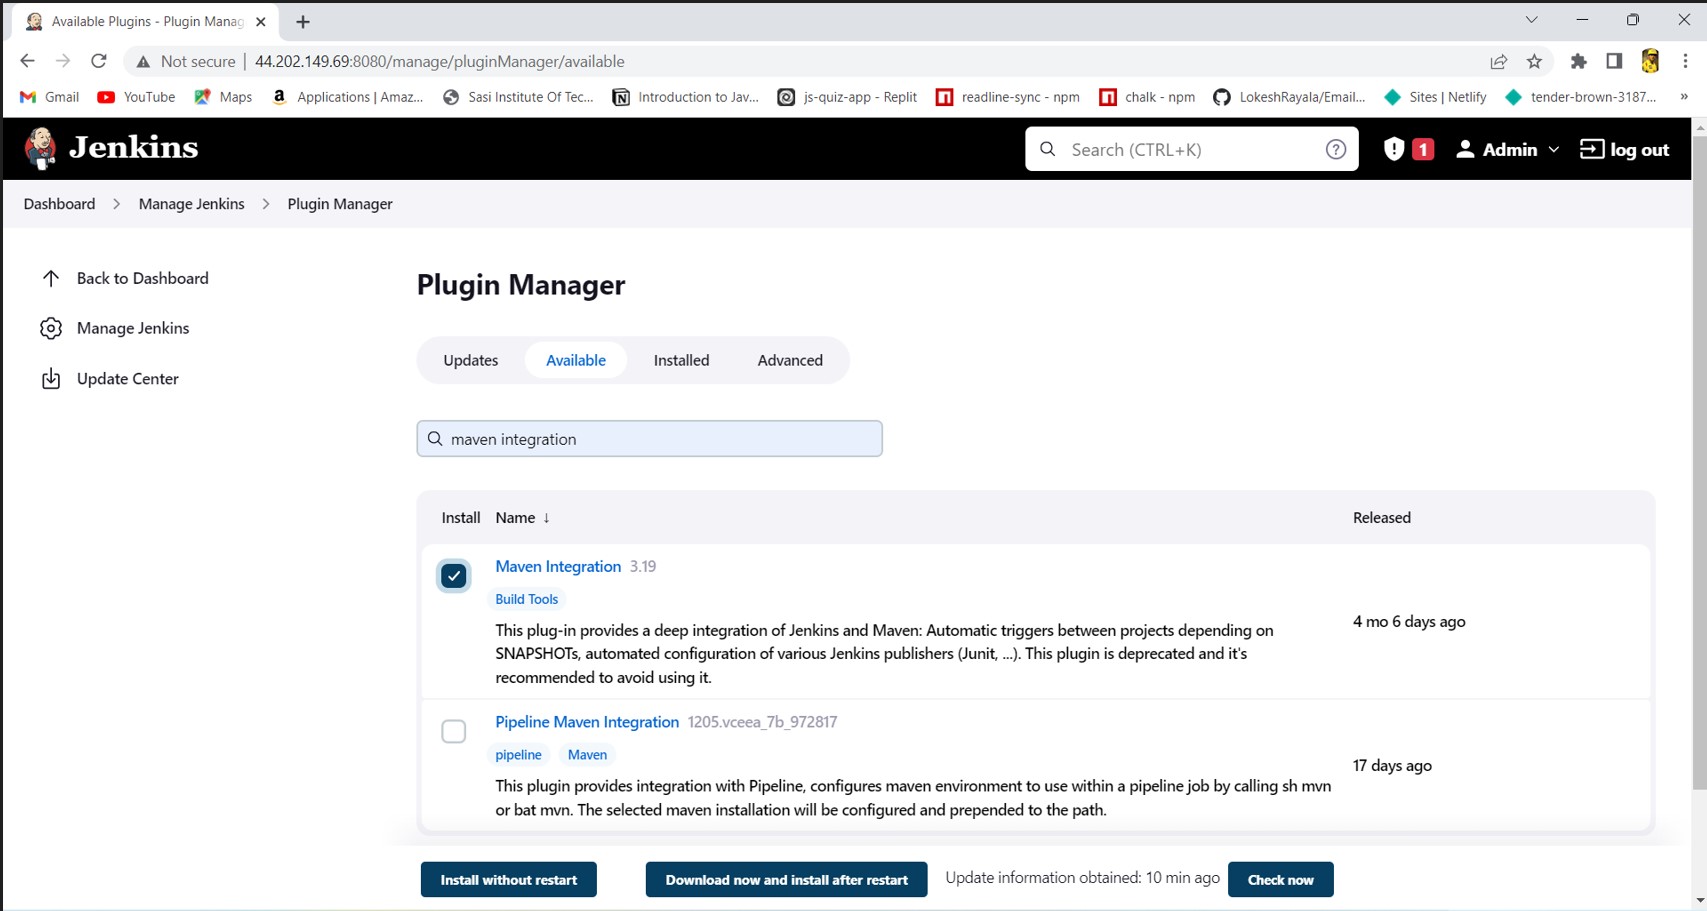 Available Plugins - Plugin Manag
Not secure | 44.202.149.69:8080/manage/pluginManager/available
Gmail YouTube Maps Applications | Amaz... Sasi Institute Of Tec... Introduction to Jav... js-quiz-app - Replit readline-sync - npm chalk - npm LokeshRayala/Email... Sites | Netlify tender-brown-3187... »
Jenkins Search (CTRL+K) ? 1 Admin log out
Dashboard > Manage Jenkins > Plugin Manager
Back to Dashboard
Manage Jenkins
Update Center
Plugin Manager
Updates Available Installed Advanced
maven integration
Install Name ↓ Released
Maven Integration 3.19
Build Tools
This plug-in provides a deep integration of Jenkins and Maven: Automatic triggers between projects depending on
SNAPSHOTs, automated configuration of various Jenkins publishers (Junit, ...). This plugin is deprecated and it's
recommended to avoid using it.
4 mo 6 days ago
Pipeline Maven Integration 1205.vceea_7b_972817
pipeline Maven
This plugin provides integration with Pipeline, configures maven environment to use within a pipeline job by calling sh mvn
or bat mvn. The selected maven installation will be configured and prepended to the path.
17 days ago
Install without restart Download now and install after restart Update information obtained: 10 min ago Check now